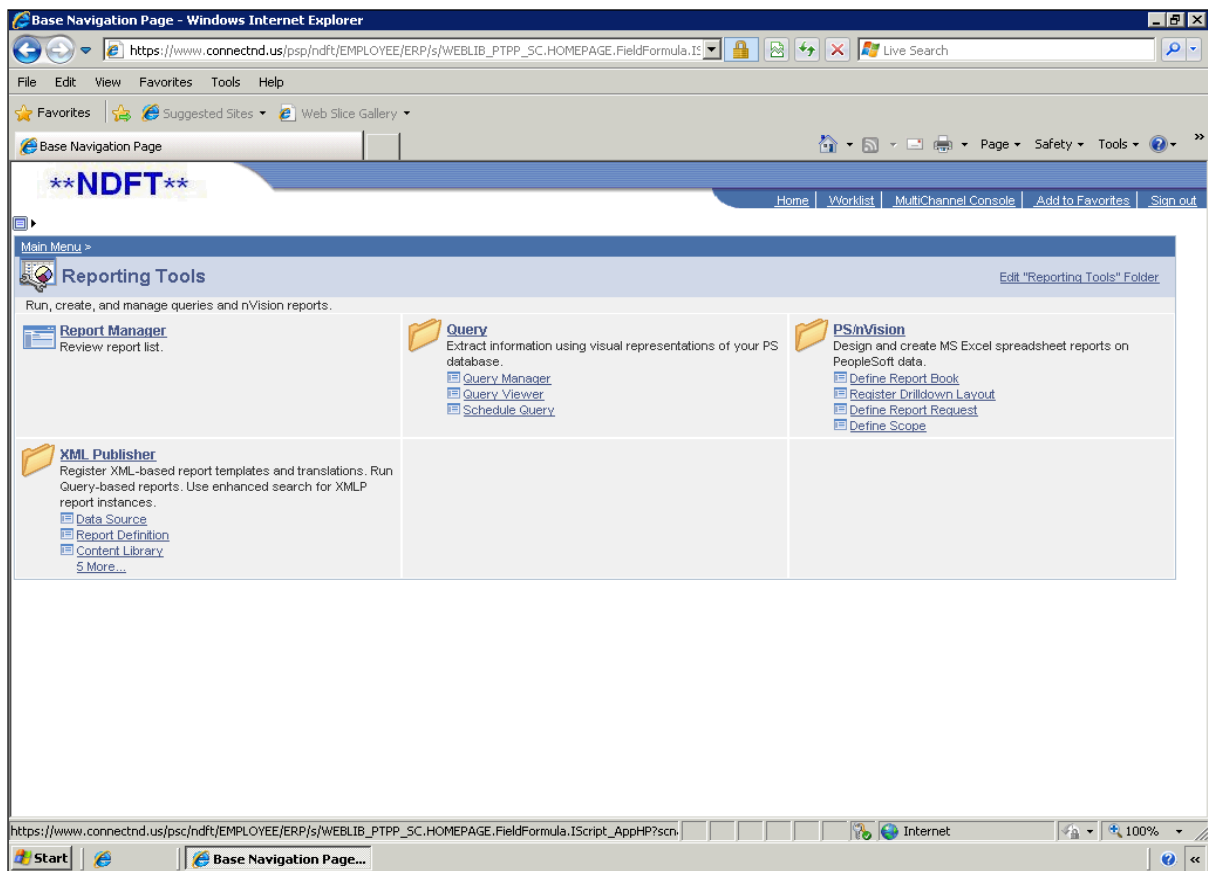 Base Navigation Page - Windows Internet Explorer
https://www.connectnd.us/psp/ndft/EMPLOYEE/ERP/s/WEBLIB_PTPP_SC.HOMEPAGE.FieldFormula.IS
Live Search
File Edit View Favorites Tools Help
Favorites Suggested Sites Web Slice Gallery
Base Navigation Page
Page Safety Tools
**NDFT**
Home Worklist MultiChannel Console Add to Favorites Sign out
Main Menu >
Reporting Tools
Edit "Reporting Tools" Folder
Run, create, and manage queries and nVision reports.
Report Manager
Review report list.
Query
Extract information using visual representations of your PS
database.
Query Manager
Query Viewer
Schedule Query
PS/nVision
Design and create MS Excel spreadsheet reports on
PeopleSoft data.
Define Report Book
Register Drilldown Layout
Define Report Request
Define Scope
XML Publisher
Register XML-based report templates and translations. Run
Query-based reports. Use enhanced search for XMLP
report instances.
Data Source
Report Definition
Content Library
5 More...
https://www.connectnd.us/psc/ndft/EMPLOYEE/ERP/s/WEBLIB_PTPP_SC.HOMEPAGE.FieldFormula.IScript_AppHP?scn
Internet
100%
Start
Base Navigation Page...